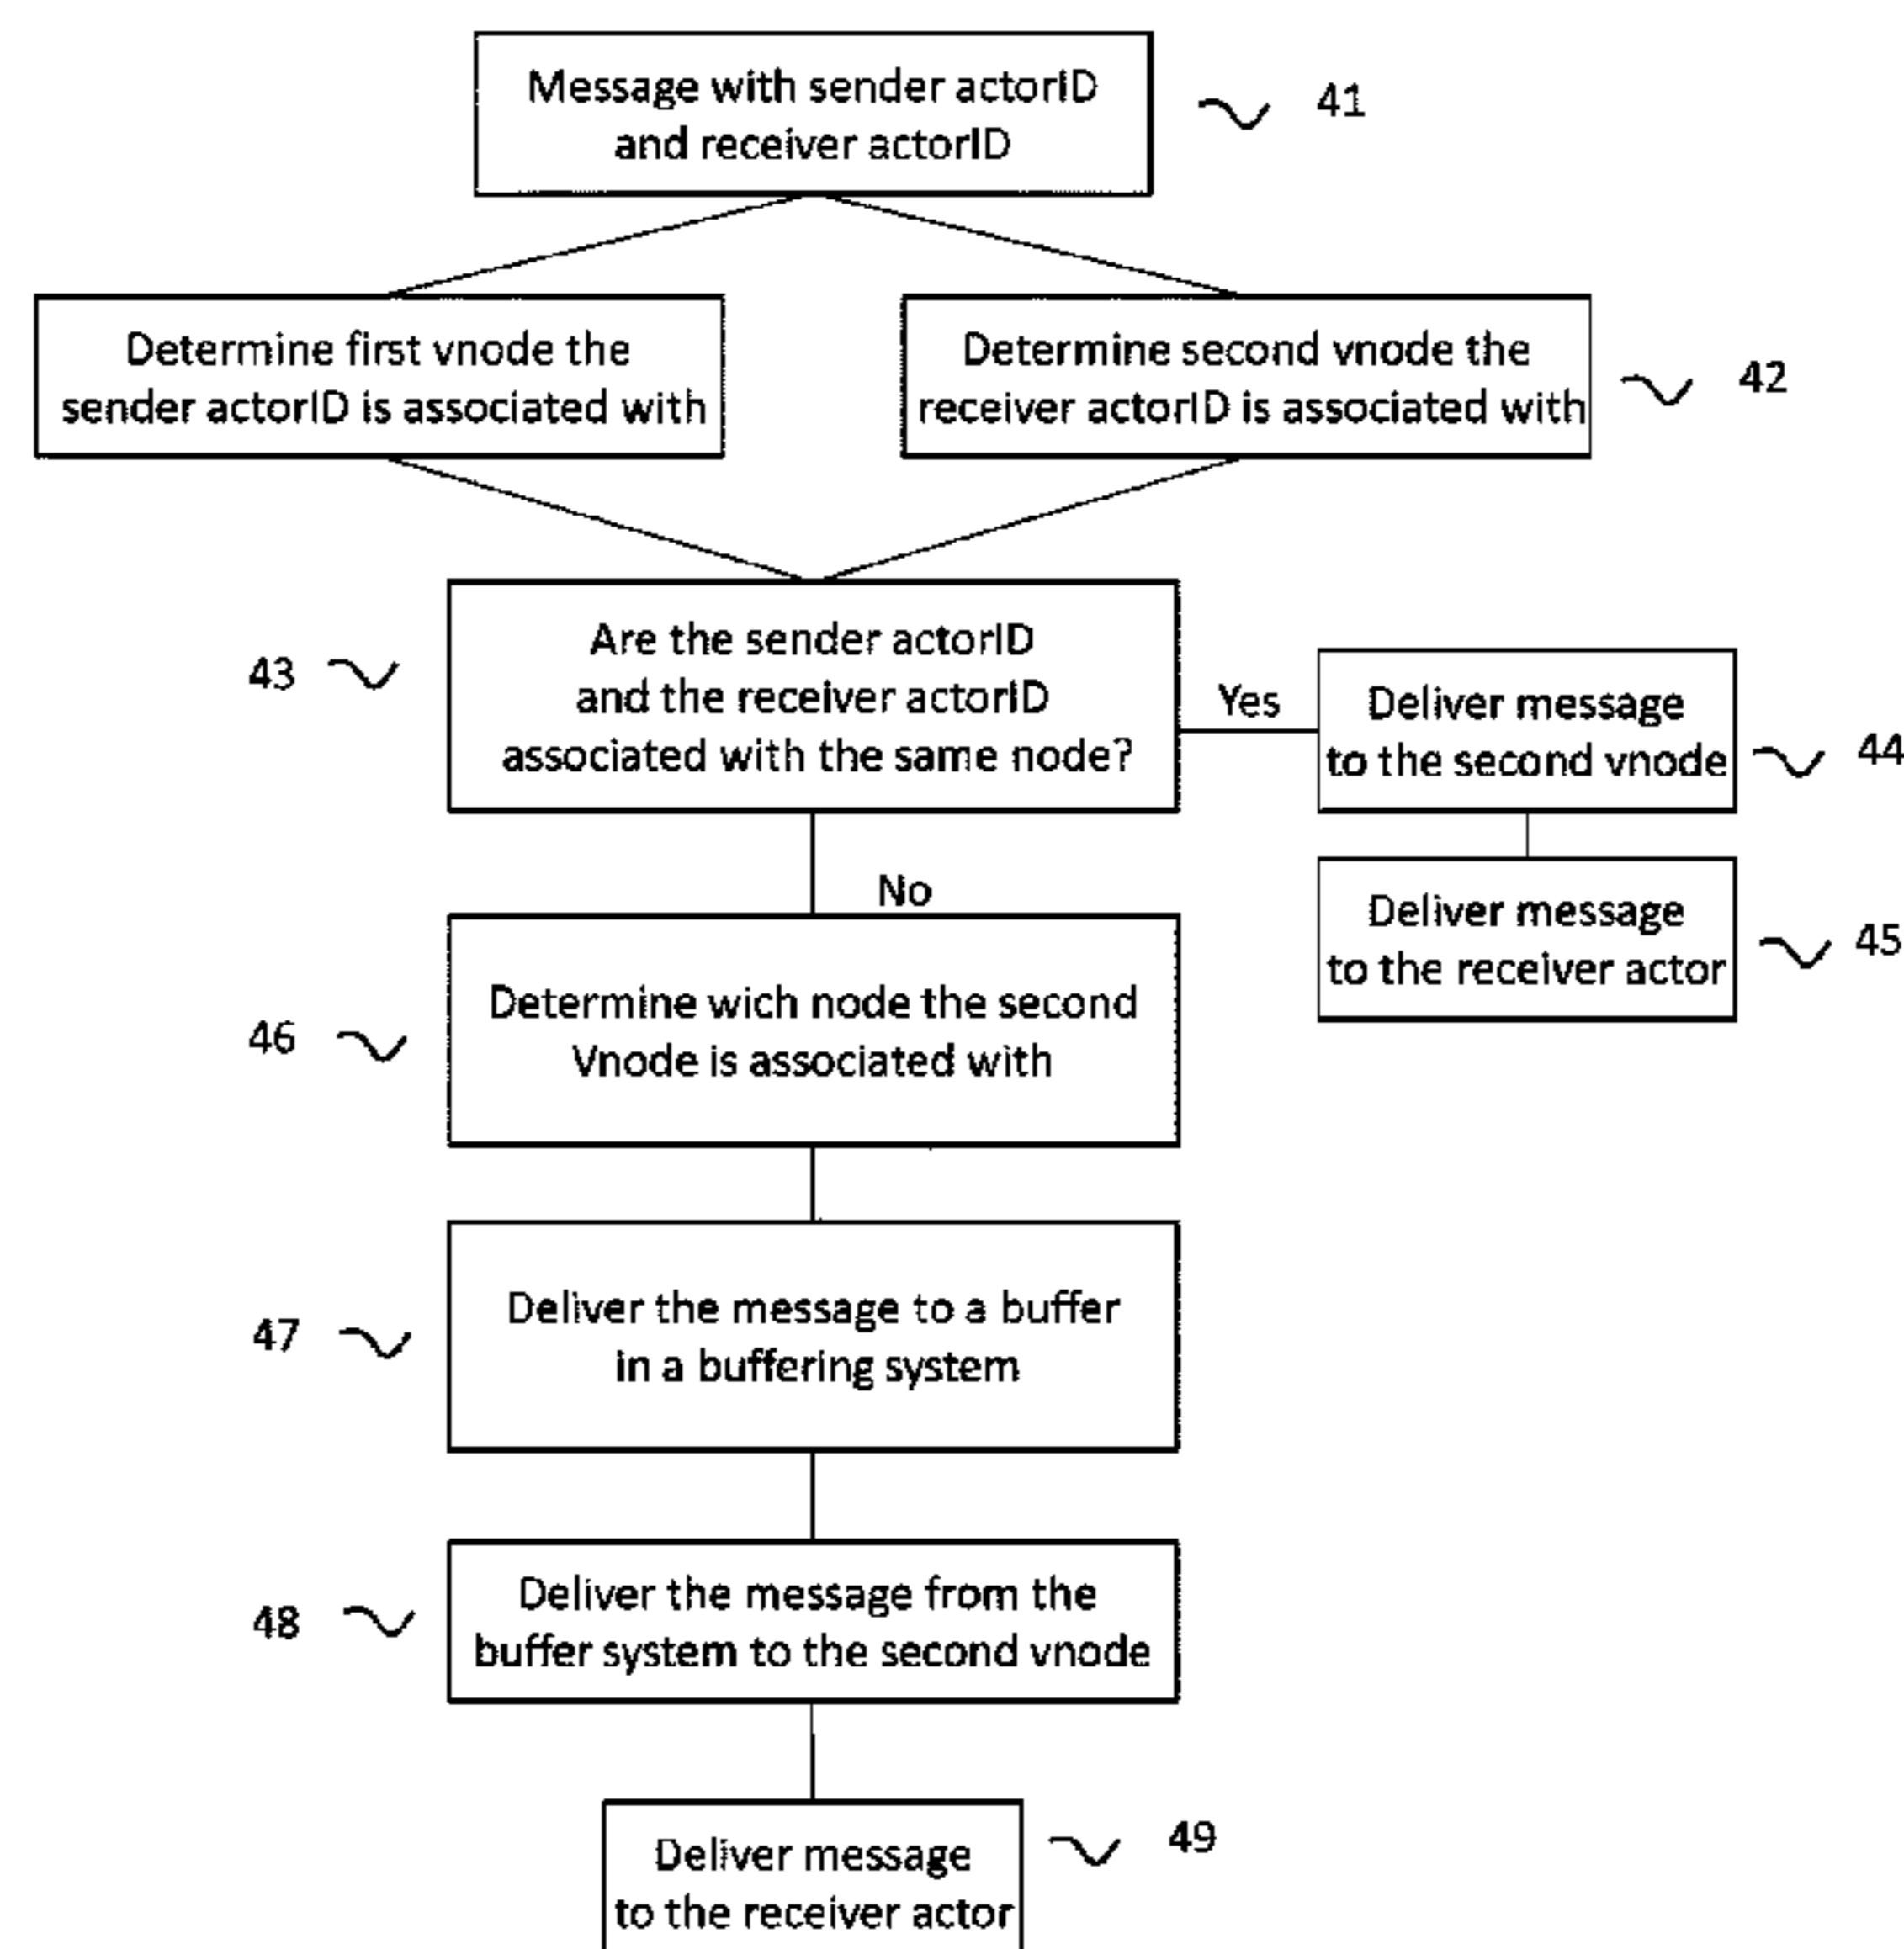 Message with sender actorID
and receiver actorID
41
Determine first vnode the
sender actorID is associated with
Determine second vnode the
receiver actorID is associated with
42
43
Are the sender actorID
and the receiver actorID
associated with the same node?
Yes
Deliver message
to the second vnode
44
Deliver message
to the receiver actor
45
No
46
Determine wich node the second
Vnode is associated with
47
Deliver the message to a buffer
in a buffering system
48
Deliver the message from the
buffer system to the second vnode
Deliver message
to the receiver actor
49